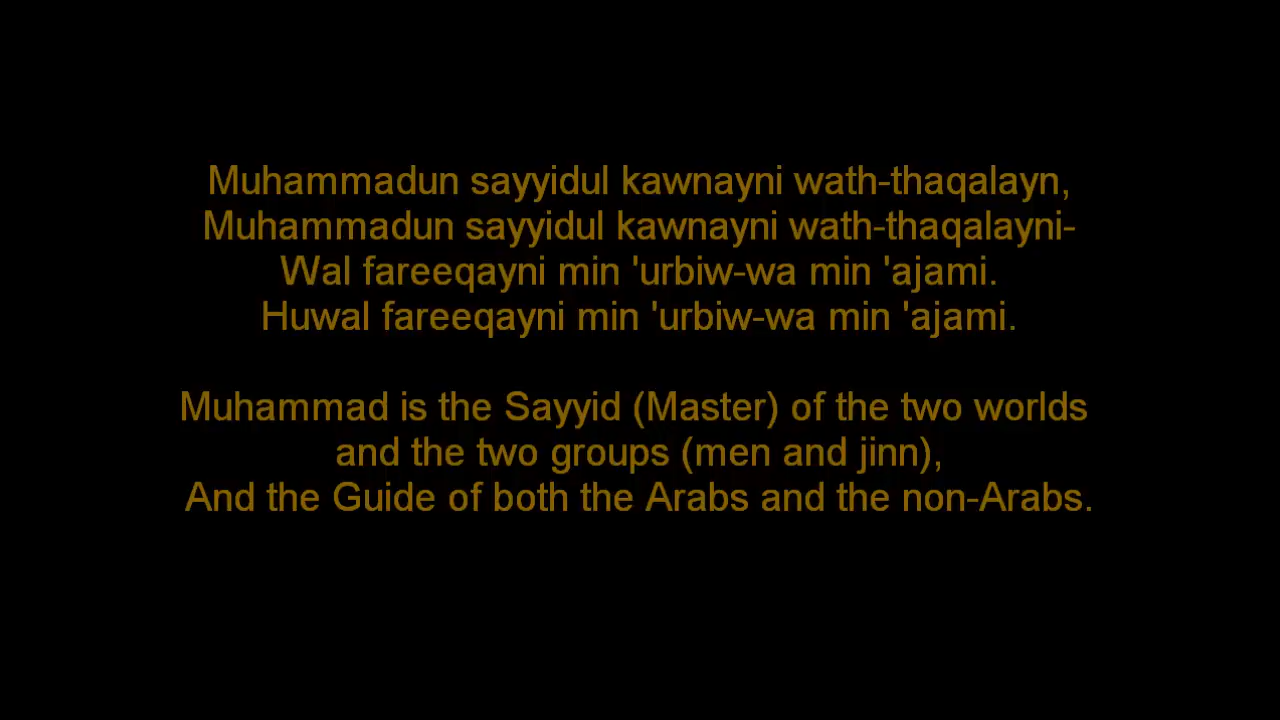 Muhammadun sayyidul kawnayni wath-thaqalayn,
Muhammadun sayyidul kawnayni wath-thaqalayni-
Wal fareeqayni min 'urbiw-wa min 'ajami.
Huwal fareeqayni min 'urbiw-wa min 'ajami.
Muhammad is the Sayyid (Master) of the two worlds
and the two groups (men and jinn),
And the Guide of both the Arabs and the non-Arabs.